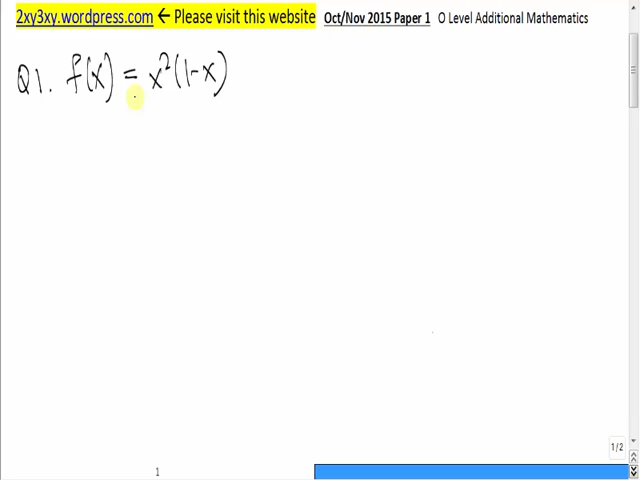 2xy3xy.wordpress.com ← Please visit this website Oct/Nov 2015 Paper 1 O Level Additional Mathematics
Q1. f(x) = x²(1-x)
1/2
1